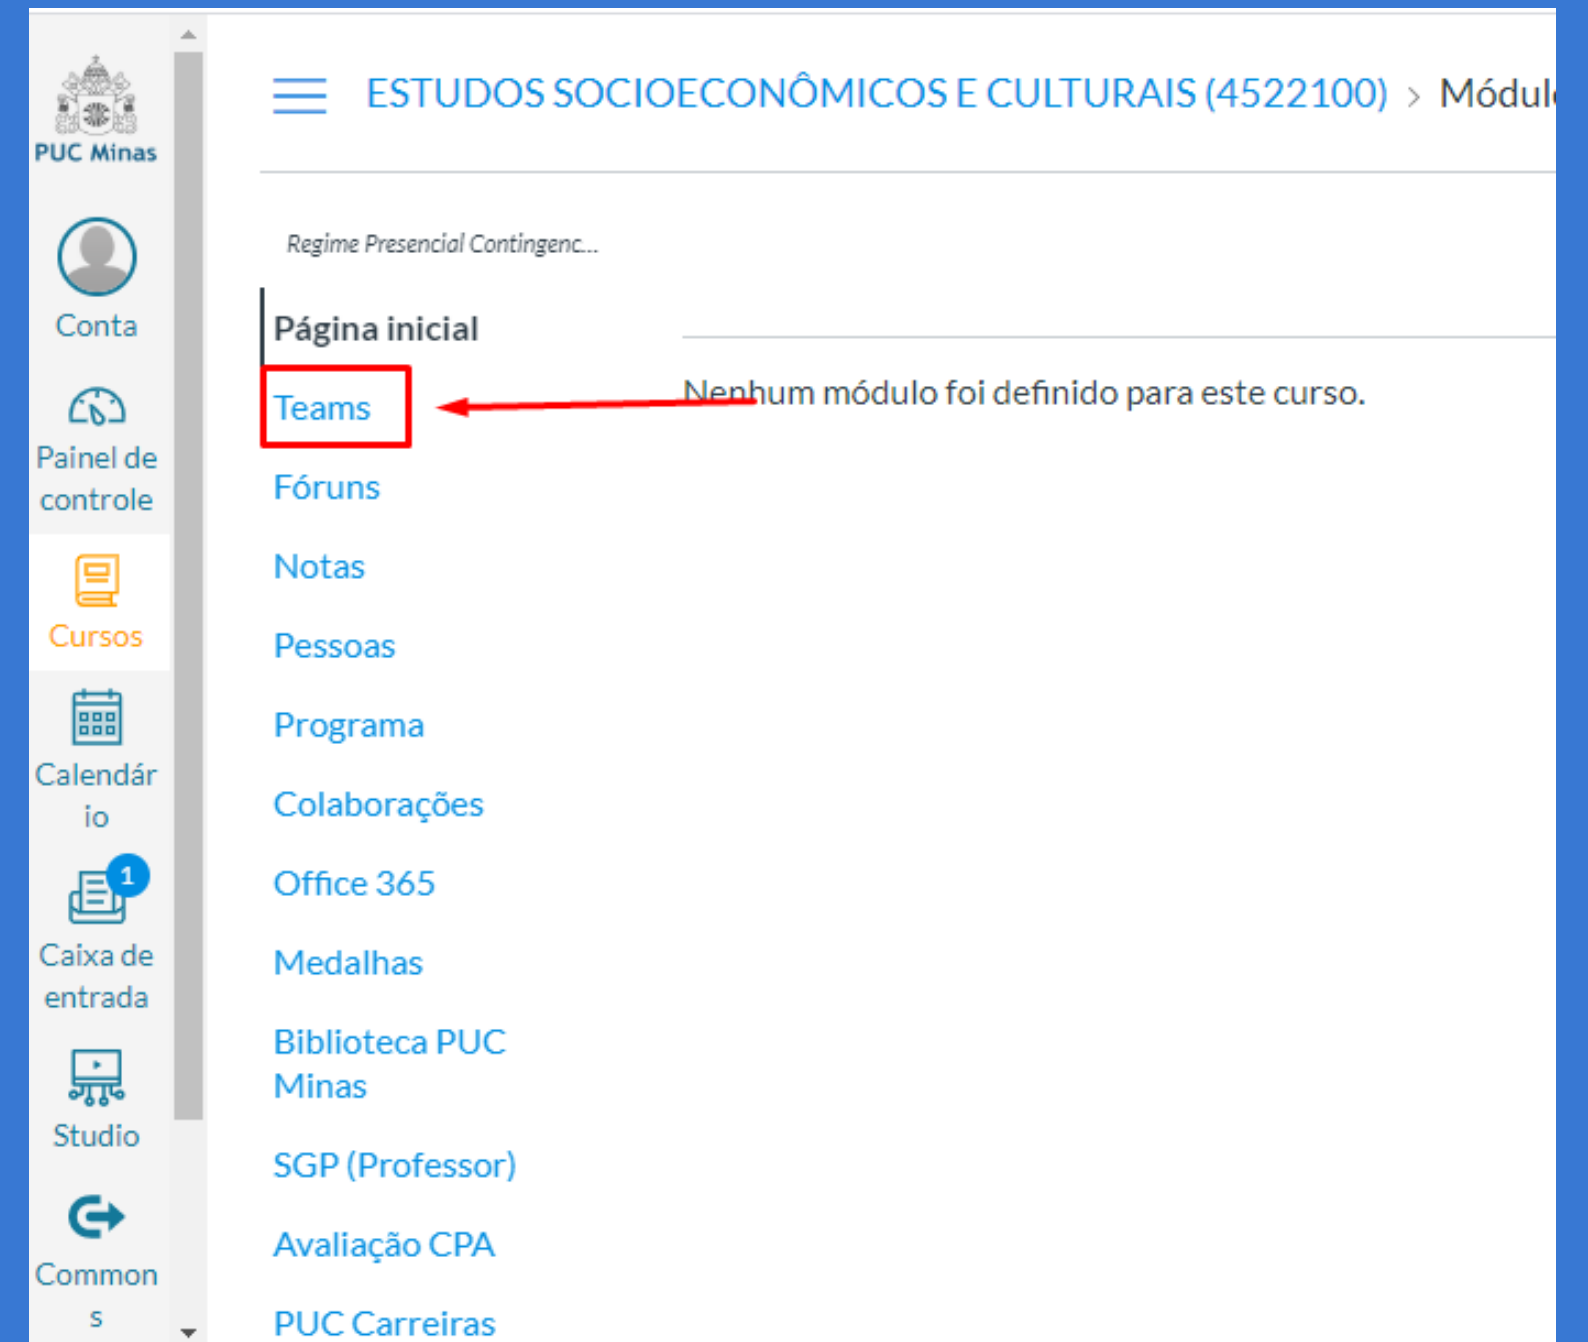 PUC Minas
Conta
Painel de
controle
Cursos
Calendár
io
1
Caixa de
entrada
Studio
Common
s
ESTUDOS SOCIOECONÔMICOS E CULTURAIS (4522100) > Módul
Regime Presencial Contingenc...
Página inicial
Teams
Fóruns
Notas
Pessoas
Programa
Colaborações
Office 365
Medalhas
Biblioteca PUC
Minas
SGP (Professor)
Avaliação CPA
PUC Carreiras
Nenhum módulo foi definido para este curso.